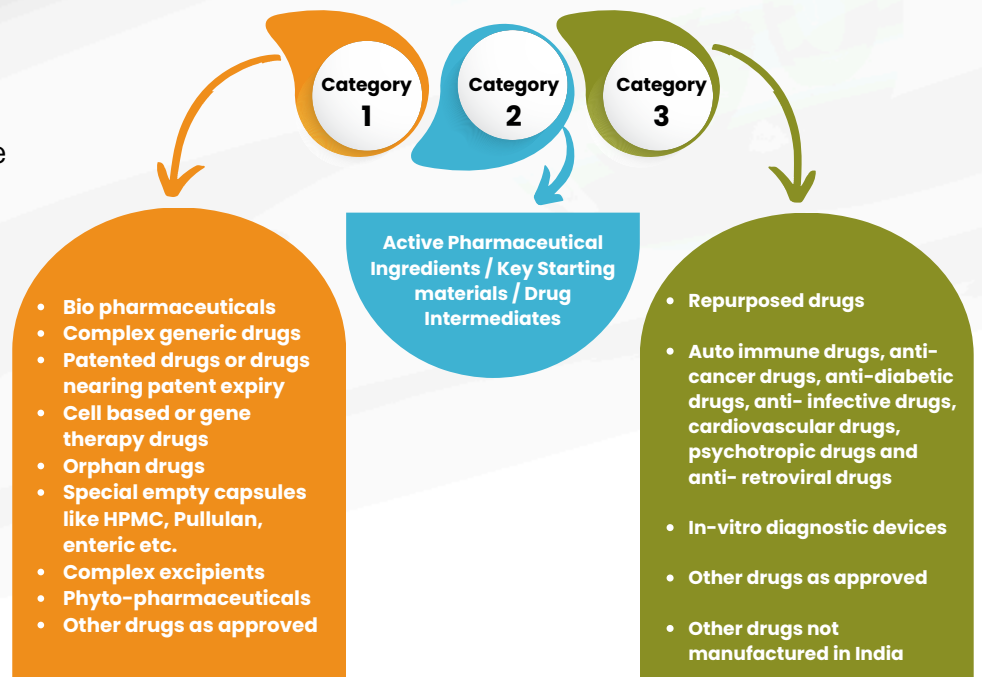 Category
1
Category
2
Category
3
e
Active Pharmaceutical
Ingredients / Key Starting
materials / Drug
Intermediates
• Bio pharmaceuticals
• Complex generic drugs
• Patented drugs or drugs
nearing patent expiry
• Cell based or gene
therapy drugs
• Orphan drugs
• Special empty capsules
like HPMC, Pullulan,
enteric etc.
• Complex excipients
• Phyto-pharmaceuticals
• Other drugs as approved
• Repurposed drugs
• Auto immune drugs, anti-
cancer drugs, anti-diabetic
drugs, anti- infective drugs,
cardiovascular drugs,
psychotropic drugs and
anti- retroviral drugs
• In-vitro diagnostic devices
• Other drugs as approved
• Other drugs not
manufactured in India